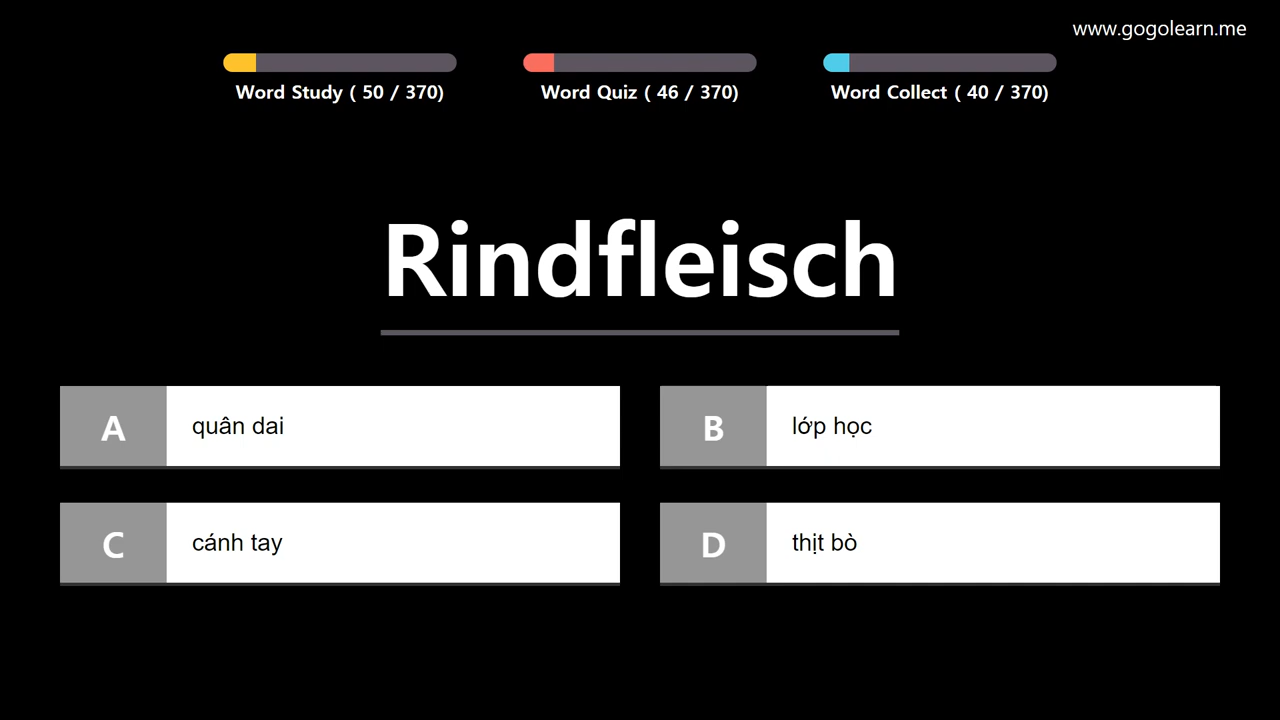 www.gogolearn.me
Word Study ( 50 / 370)
Word Quiz ( 46 / 370)
Word Collect ( 40 / 370)
Rindfleisch
A quân dai
B lớp học
C cánh tay
D thịt bò